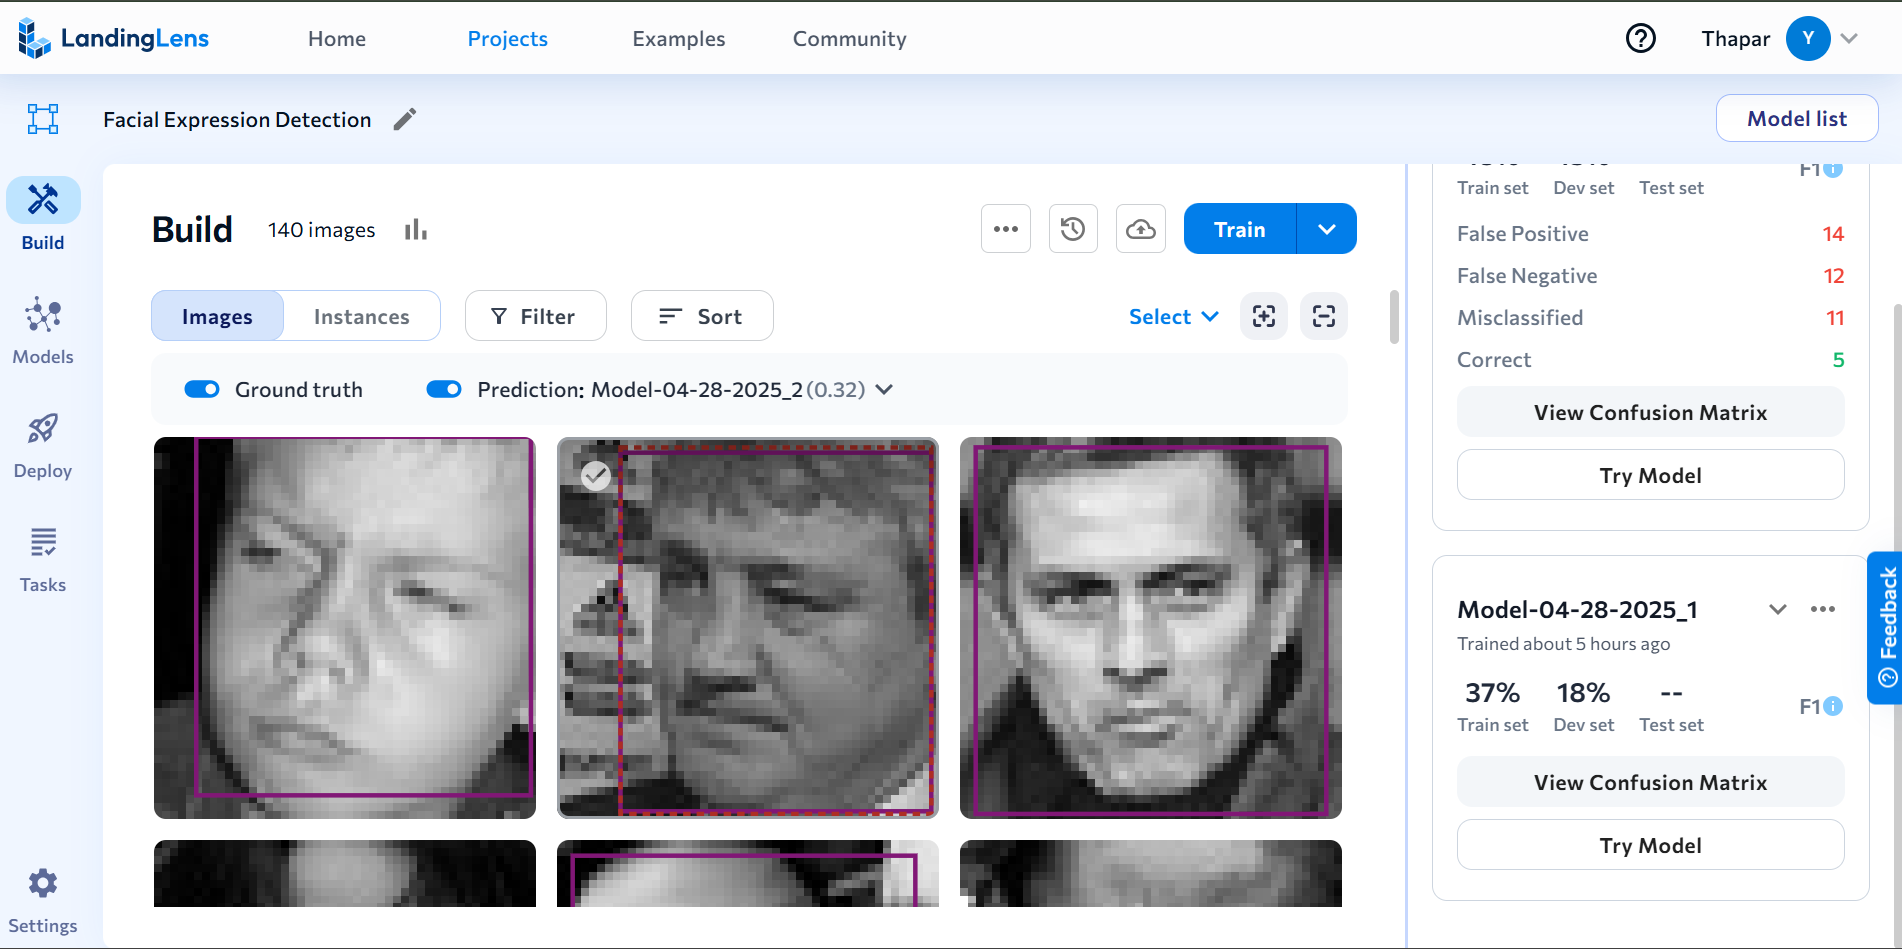 LandingLens
Home
Projects
Examples
Community
Thapar
Y
Facial Expression Detection
Model list
Build
140 images
Train
Images
Instances
Filter
Sort
Select
Ground truth
Prediction: Model-04-28-2025_2 (0.32)
Build
Models
Deploy
Tasks
Settings
F1
Train set
Dev set
Test set
False Positive 14
False Negative 12
Misclassified 11
Correct 5
View Confusion Matrix
Try Model
Model-04-28-2025_1
Trained about 5 hours ago
37% 18% --
Train set Dev set Test set
F1
View Confusion Matrix
Try Model
Feedback